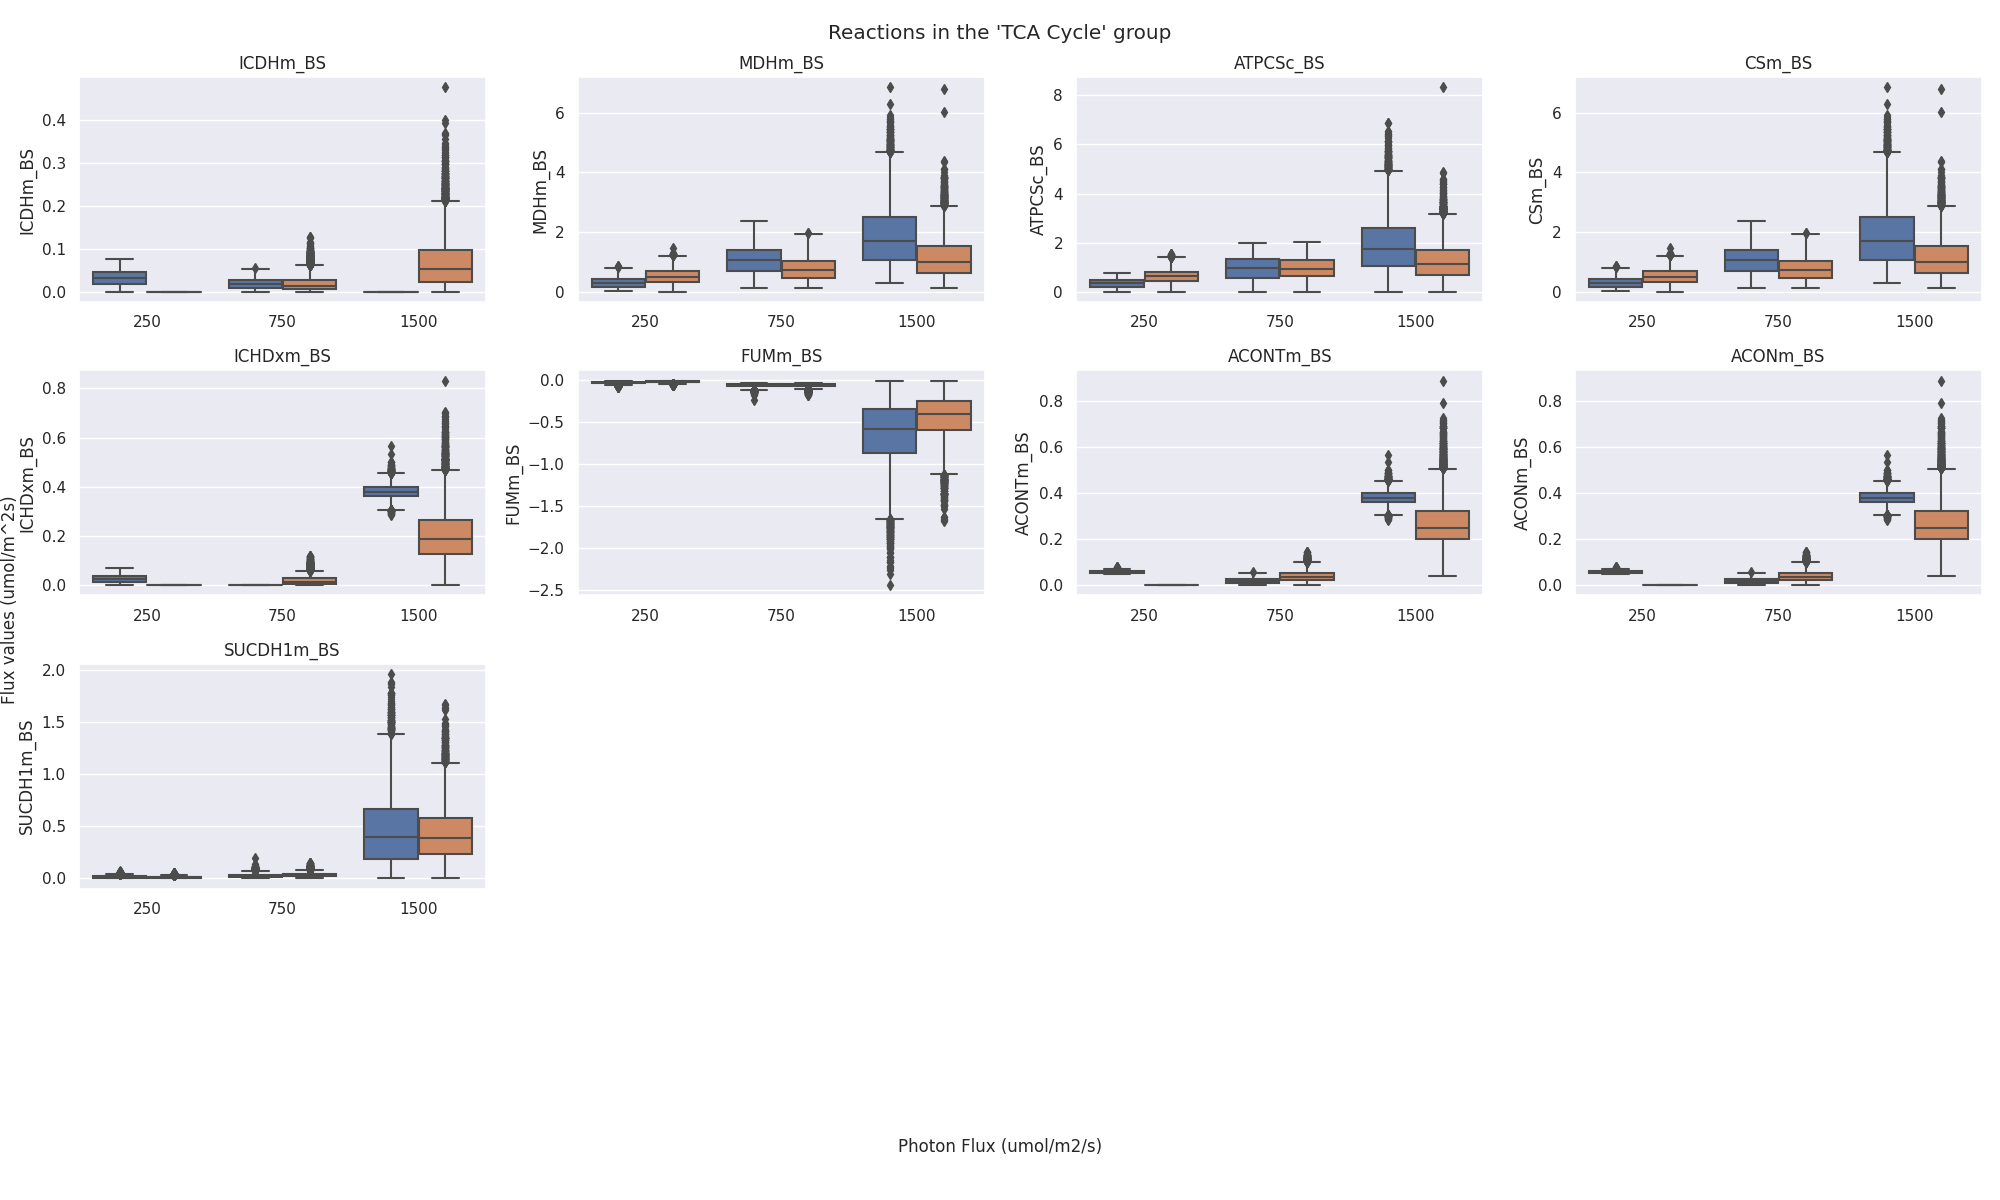 Reactions in the 'TCA Cycle' group
ICDHm_BS
ICDHm_BS
0.4
0.3
0.2
0.1
0.0
250 750 1500
MDHm_BS
MDHm_BS
6
4
2
0
250 750 1500
ATPCSc_BS
ATPCSc_BS
8
6
4
2
0
250 750 1500
CSm_BS
CSm_BS
6
4
2
0
250 750 1500
ICHDxm_BS
ICHDxm_BS
0.8
0.6
0.4
0.2
0.0
250 750 1500
FUMm_BS
FUMm_BS
0.0
−0.5
−1.0
−1.5
−2.0
−2.5
250 750 1500
ACONTm_BS
ACONTm_BS
0.8
0.6
0.4
0.2
0.0
250 750 1500
ACONm_BS
ACONm_BS
0.8
0.6
0.4
0.2
0.0
250 750 1500
SUCDH1m_BS
SUCDH1m_BS
2.0
1.5
1.0
0.5
0.0
250 750 1500
Flux values (umol/m^2s)
Photon Flux (umol/m2/s)